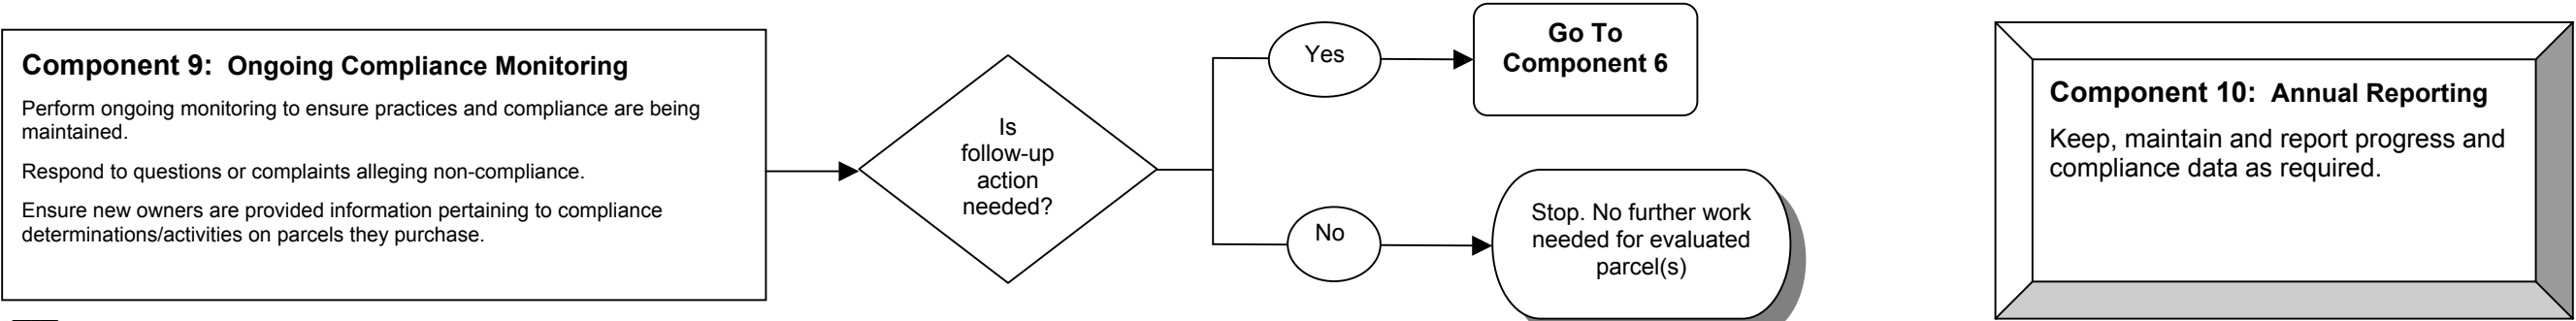 Component 9: Ongoing Compliance Monitoring
Perform ongoing monitoring to ensure practices and compliance are being
maintained.
Respond to questions or complaints alleging non-compliance.
Ensure new owners are provided information pertaining to compliance
determinations/activities on parcels they purchase.
Is
follow-up
action
needed?
Yes
Go To
Component 6
No
Stop. No further work
needed for evaluated
parcel(s)
Component 10: Annual Reporting
Keep, maintain and report progress and
compliance data as required.